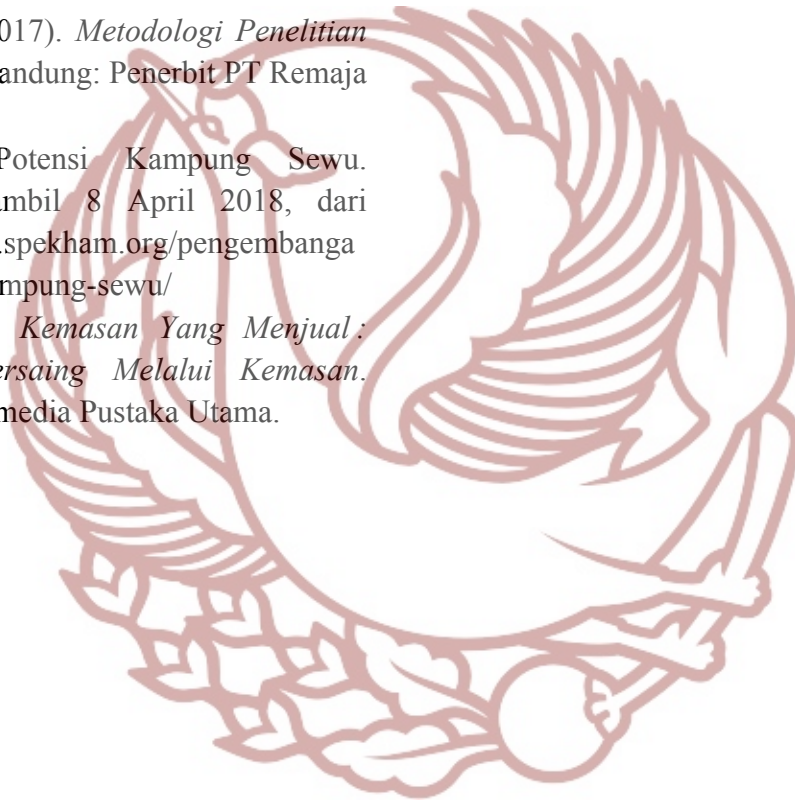 017). Metodologi Penelitian
andung: Penerbit PT Remaja
Potensi Kampung Sewu.
mbil 8 April 2018, dari
.spekham.org/pengembanga
mpung-sewu/
Kemasan Yang Menjual :
ersaing Melalui Kemasan.
media Pustaka Utama.